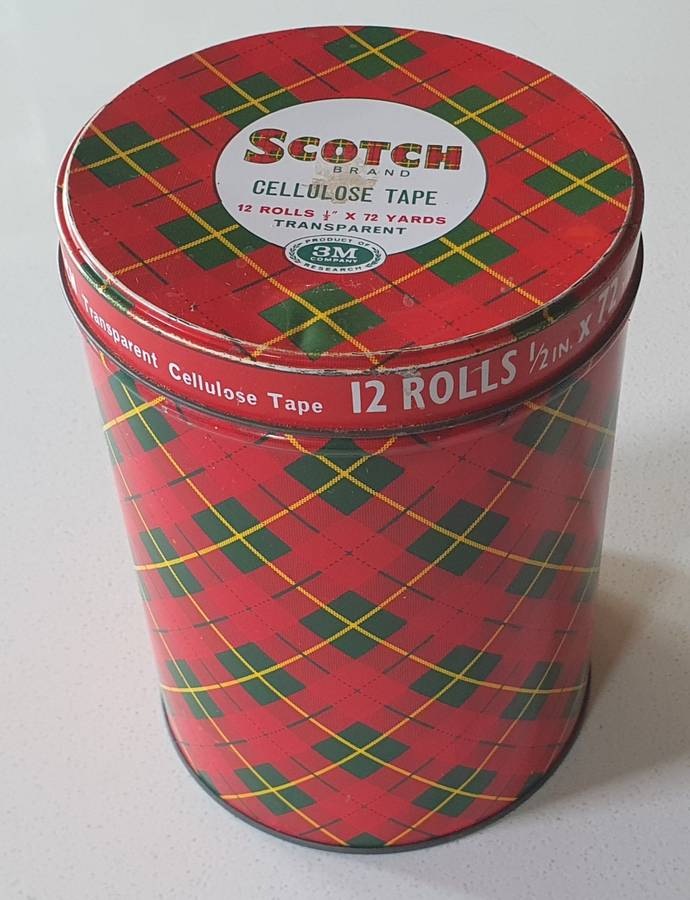 SCOTCH
BRAND
CELLULOSE TAPE
12 ROLLS ½" X 72 YARDS
TRANSPARENT
PRODUCT OF
3M
COMPANY
RESEARCH
Transparent Cellulose Tape 12 ROLLS 1/2 IN. X 72